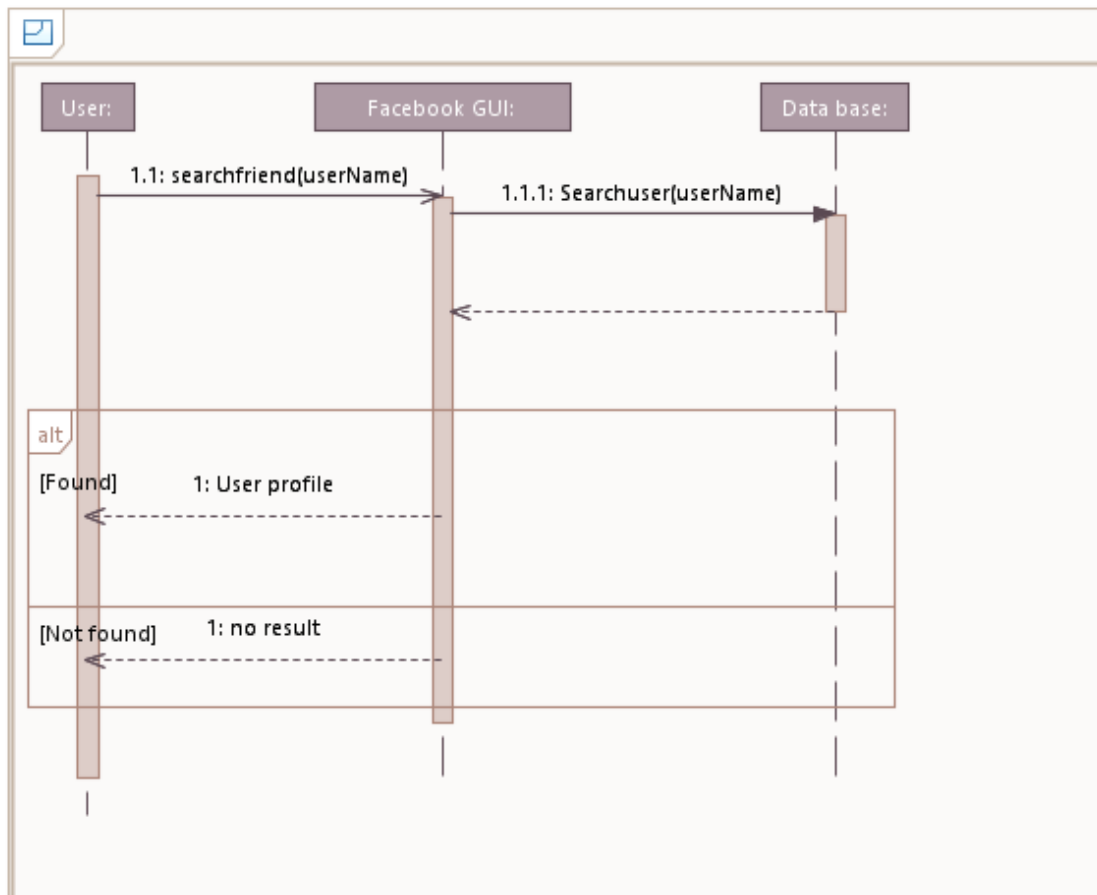 User:
Facebook GUI:
Data base:
1.1: searchfriend(userName)
1.1.1: Searchuser(userName)
alt
[Found]
1: User profile
[Not found]
1: no result